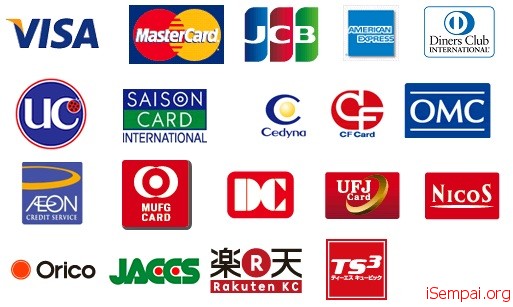 VISA
MasterCard
JCB
AMERICAN
EXPRESS
Diners Club
INTERNATIONAL
UC
SAISON
CARD
INTERNATIONAL
Cedyna
CF Card
OMC
ÆON
CREDIT SERVICE
MUFG
CARD
DC
UFJ
Card
NICOS
Orico
JACCS
楽R天
Rakuten KC
TS3
ティーエス キュービック
iSempai.org